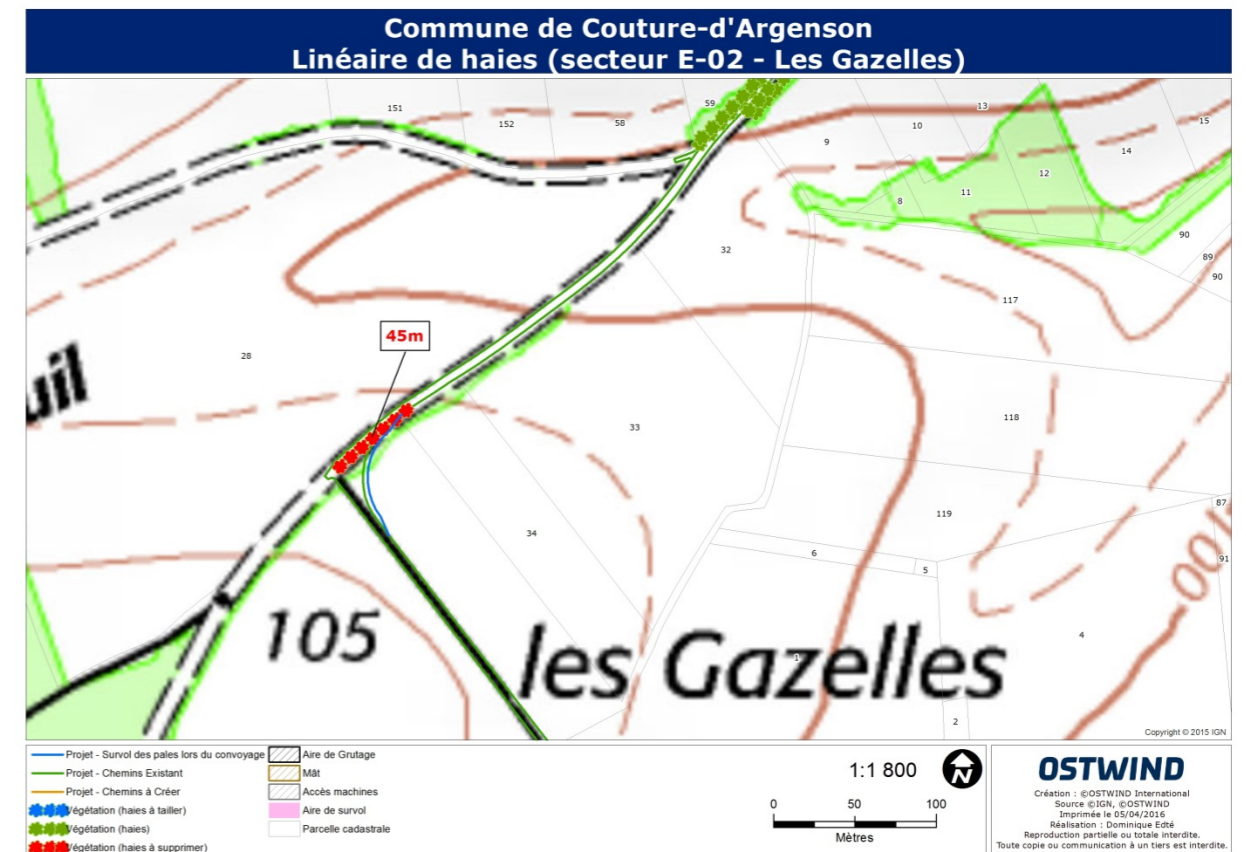 Commune de Couture-d'Argenson
Linéaire de haies (secteur E-02 - Les Gazelles)
151
152
58
59
13
10
9
15
14
12
11
8
32
90
89
90
117
45m
28
uil
33
118
87
119
34
6
5
91
100
105
les Gazelles
1
4
2
Copyright © 2015 IGN
Projet - Survol des pales lors du convoyage
Projet - Chemins Existant
Projet - Chemins à Créer
Végétation (haies à tailler)
Végétation (haies)
Végétation (haies à supprimer)
Aire de Grutage
Mât
Accès machines
Aire de survol
Parcelle cadastrale
1:1 800
N
0 50 100
Mètres
OSTWIND
Création : ©OSTWIND International
Source ©IGN, ©OSTWIND
Imprimée le 05/04/2016
Réalisation : Dominique Edté
Reproduction partielle ou totale interdite.
Toute copie ou communication à un tiers est interdite.